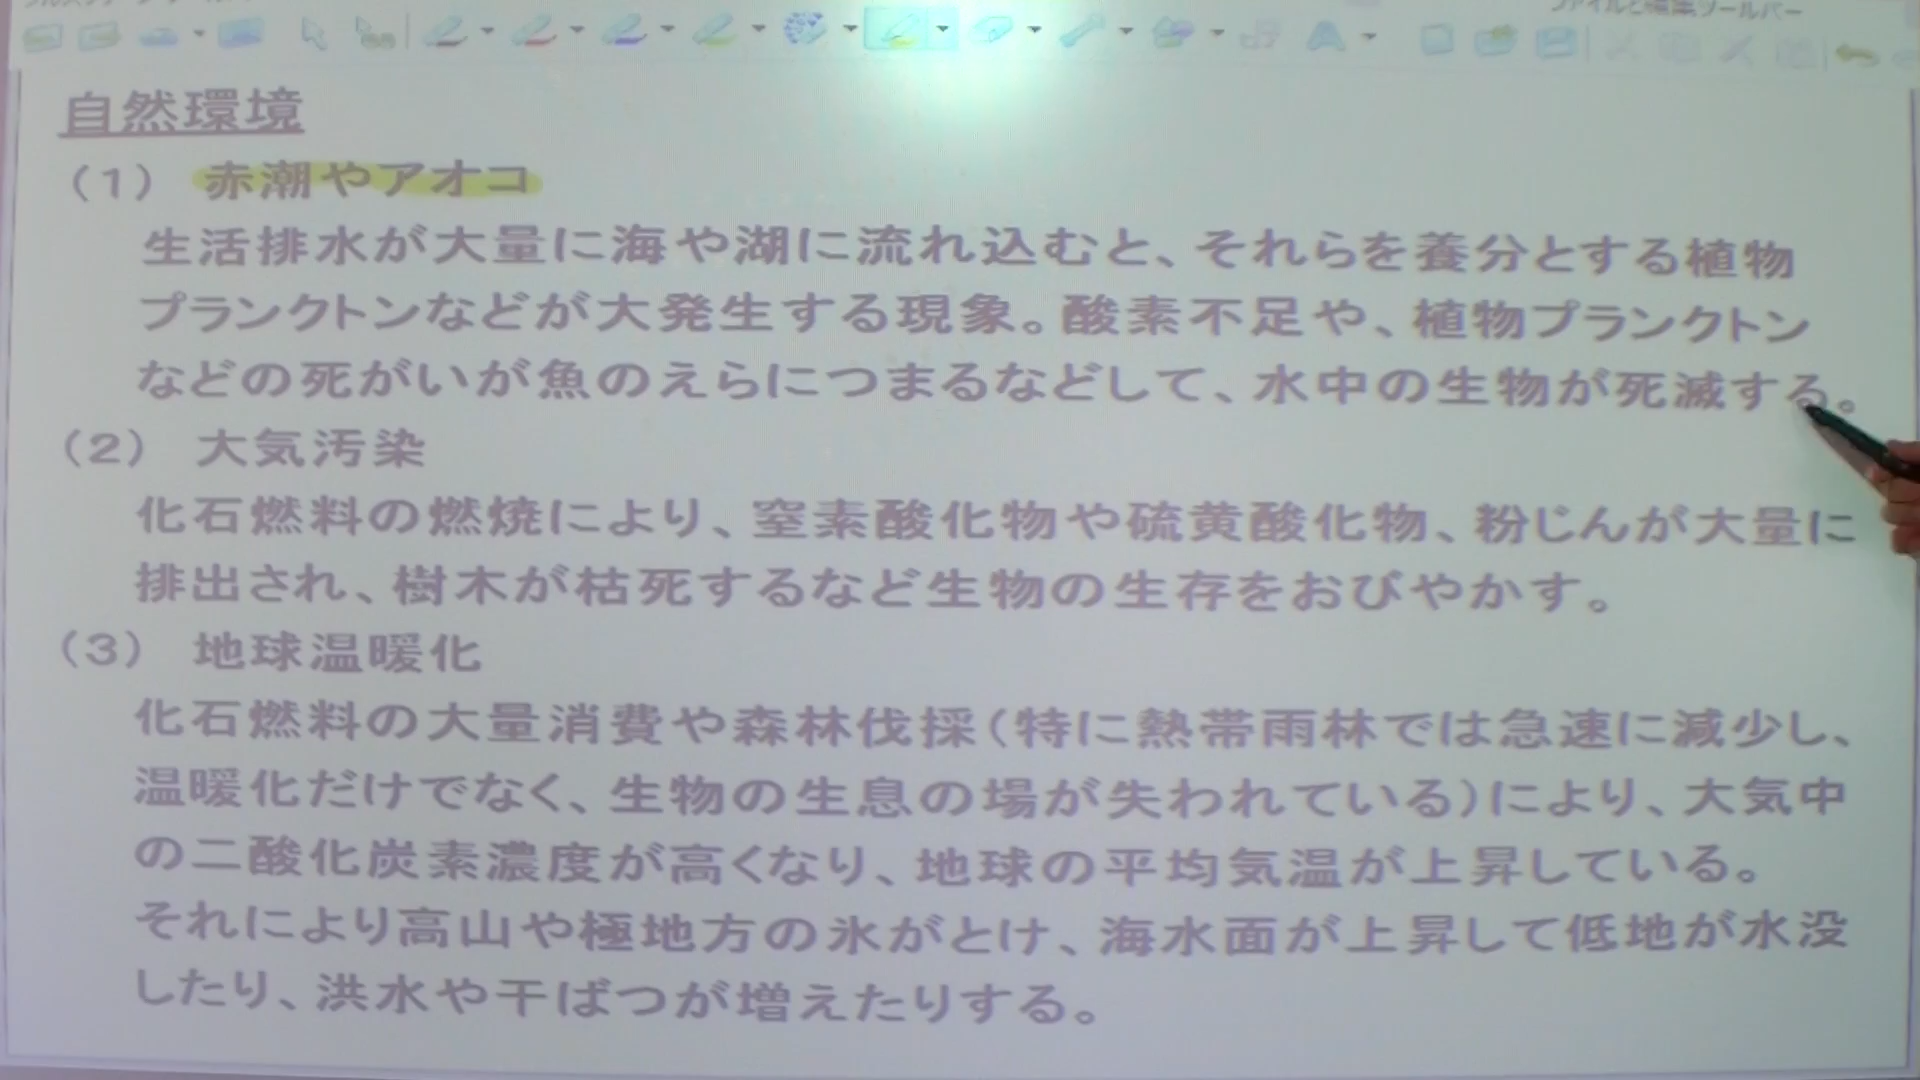 自然環境
(1) 赤潮やアオコ
生活排水が大量に海や湖に流れ込むと、それらを養分とする植物
プランクトンなどが大発生する現象。酸素不足や、植物プランクトン
などの死がいが魚のえらにつまるなどして、水中の生物が死滅する。
(2) 大気汚染
化石燃料の燃焼により、窒素酸化物や硫黄酸化物、粉じんが大量に
排出され、樹木が枯死するなど生物の生存をおびやかす。
(3) 地球温暖化
化石燃料の大量消費や森林伐採(特に熱帯雨林では急速に減少し、
温暖化だけでなく、生物の生息の場が失われている)により、大気中
の二酸化炭素濃度が高くなり、地球の平均気温が上昇している。
それにより高山や極地方の氷がとけ、海水面が上昇して低地が水没
したり、洪水や干ばつが増えたりする。